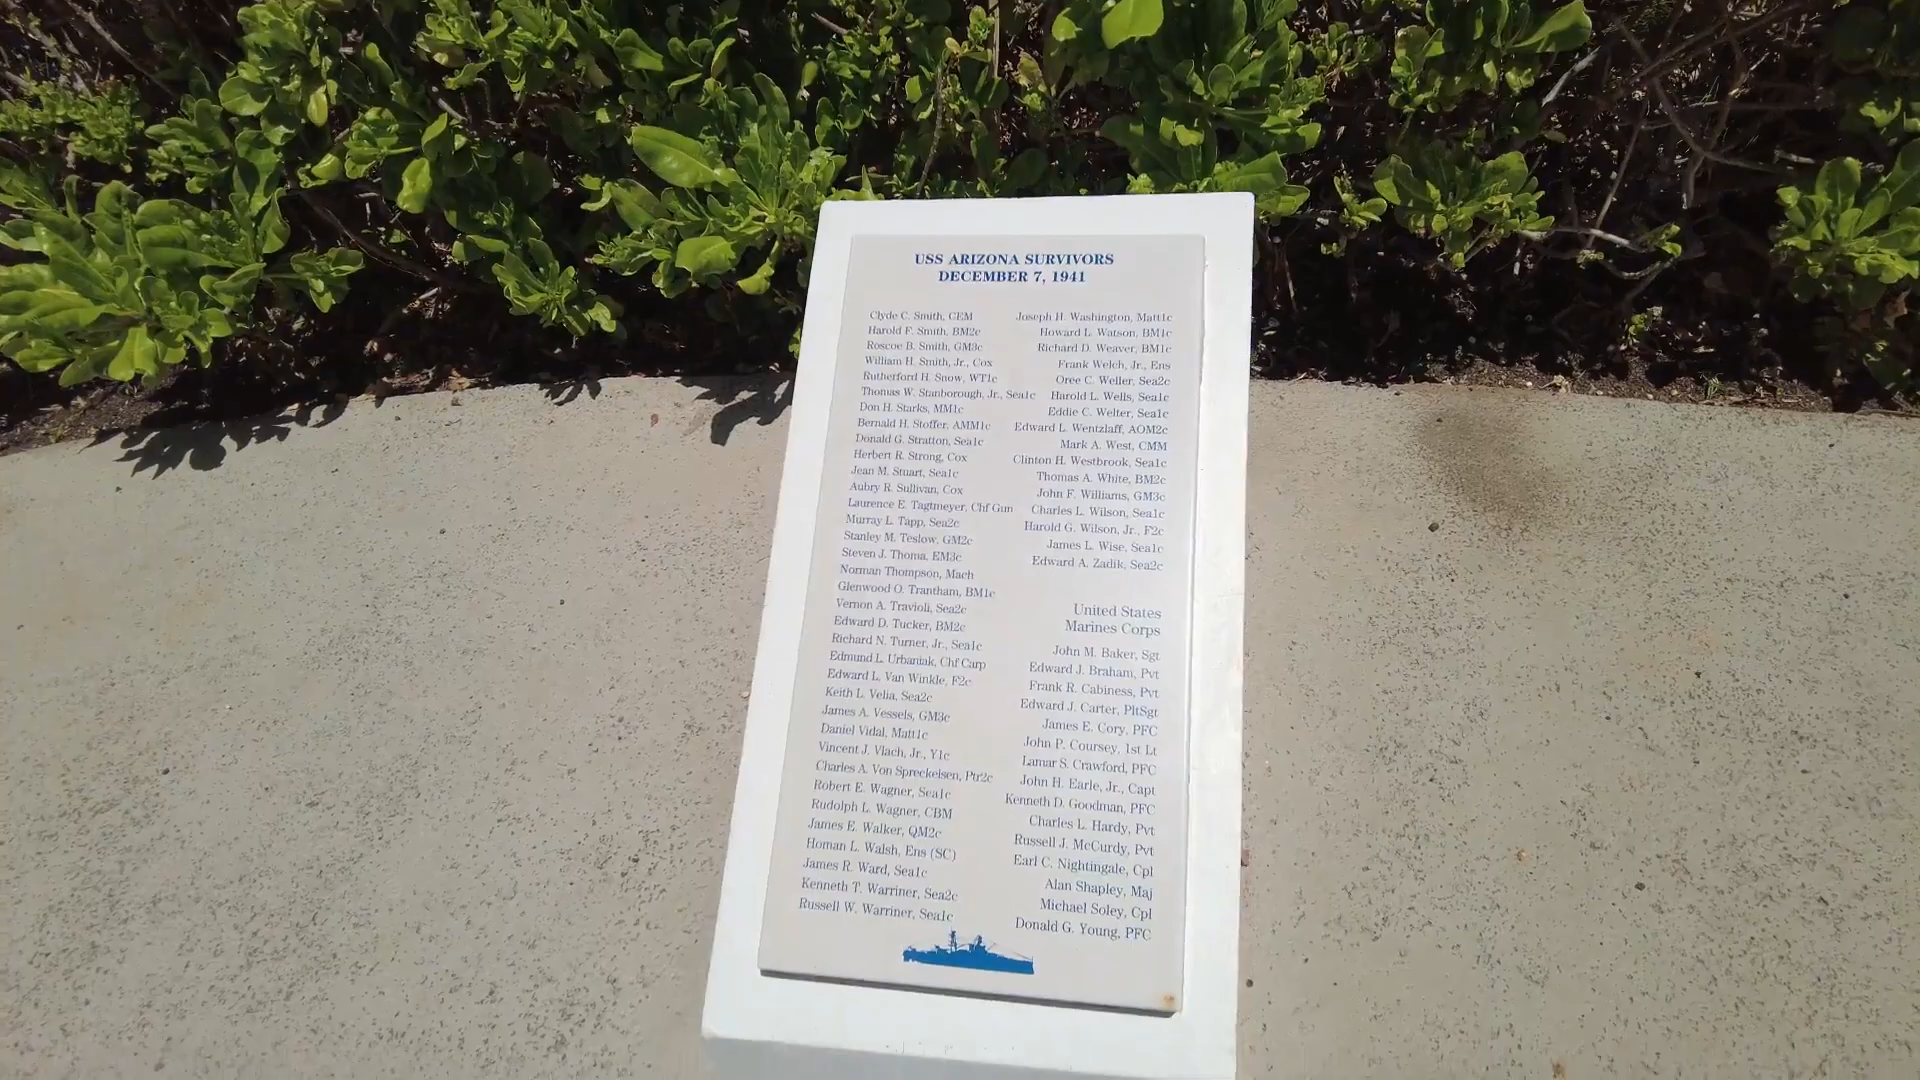 USS ARIZONA SURVIVORS
DECEMBER 7, 1941
Clyde C. Smith, CEM
Harold F. Smith, BM2c
Roscoe B. Smith, GM3c
William H. Smith, Jr., Cox
Rutherford H. Snow, WT1c
Thomas W. Stanborough, Jr., Sea1c
Don H. Starks, MM1c
Bernald H. Stoffer, AMM1c
Donald G. Stratton, Sea1c
Herbert R. Strong, Cox
Jean M. Stuart, Sea1c
Aubry R. Sullivan, Cox
Laurence E. Tagtmeyer, Chf Gun
Murray L. Tapp, Sea2c
Stanley M. Teslow, GM2c
Steven J. Thoma, EM3c
Norman Thompson, Mach
Glenwood O. Trantham, BM1c
Vernon A. Travioli, Sea2c
Edward D. Tucker, BM2c
Richard N. Turner, Jr., Sea1c
Edmund L. Urbaniak, Chf Carp
Edward L. Van Winkle, F2c
Keith L. Velia, Sea2c
James A. Vessels, GM3c
Daniel Vidal, Matt1c
Vincent J. Vlach, Jr., Y1c
Charles A. Von Spreckelsen, Ptr2c
Robert E. Wagner, Sea1c
Rudolph L. Wagner, CBM
James E. Walker, QM2c
Homan L. Walsh, Ens (SC)
James R. Ward, Sea1c
Kenneth T. Warriner, Sea2c
Russell W. Warriner, Sea1c
Joseph H. Washington, Matt1c
Howard L. Watson, BM1c
Richard D. Weaver, BM1c
Frank Welch, Jr., Ens
Oree C. Weller, Sea2c
Harold L. Wells, Sea1c
Eddie C. Welter, Sea1c
Edward L. Wentzlaff, AOM2c
Mark A. West, CMM
Clinton H. Westbrook, Sea1c
Thomas A. White, BM2c
John F. Williams, GM3c
Charles L. Wilson, Sea1c
Harold G. Wilson, Jr., F2c
James L. Wise, Sea1c
Edward A. Zadik, Sea2c
United States
Marines Corps
John M. Baker, Sgt
Edward J. Braham, Pvt
Frank R. Cabiness, Pvt
Edward J. Carter, PltSgt
James E. Cory, PFC
John P. Coursey, 1st Lt
Lamar S. Crawford, PFC
John H. Earle, Jr., Capt
Kenneth D. Goodman, PFC
Charles L. Hardy, Pvt
Russell J. McCurdy, Pvt
Earl C. Nightingale, Cpl
Alan Shapley, Maj
Michael Soley, Cpl
Donald G. Young, PFC